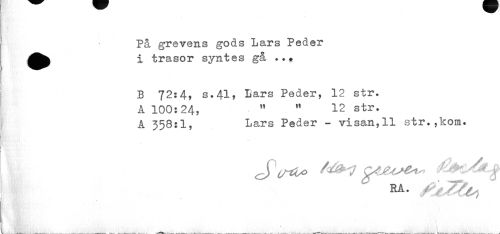 På grevens gods Lars Peder
i trasor syntes gå ...
B 72:4, s.41, Lars Peder, 12 str.
A 100:24, " " 12 str.
A 358:1, Lars Peder - visan,11 str.,kom.
Svas Hos greven
RA. Petter